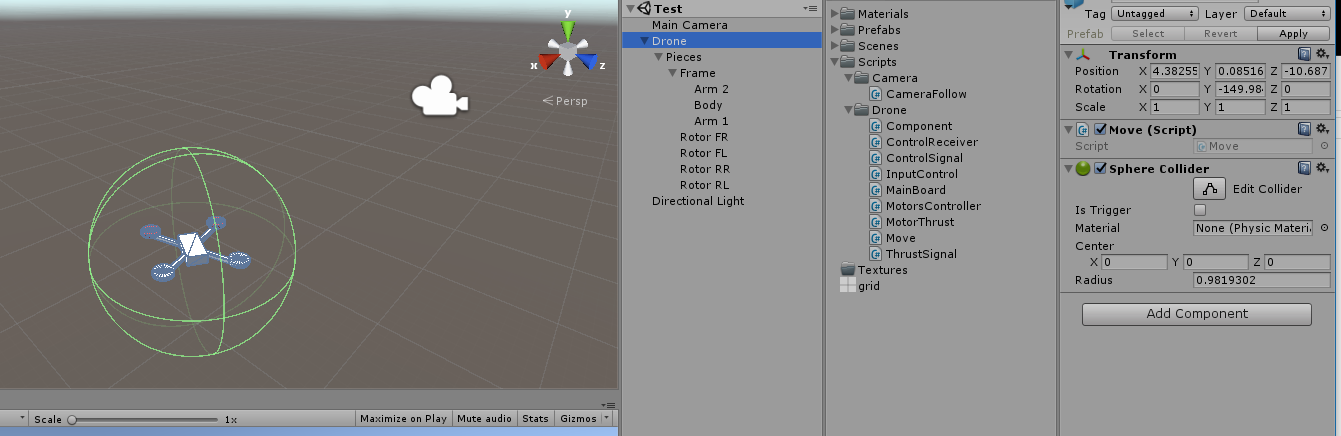 y
x
z
Persp
Scale
1x
Maximize on Play
Mute audio
Stats
Gizmos
Test
Main Camera
Drone
Pieces
Frame
Arm 2
Body
Arm 1
Rotor FR
Rotor FL
Rotor RR
Rotor RL
Directional Light
Materials
Prefabs
Scenes
Scripts
Camera
CameraFollow
Drone
Component
ControlReceiver
ControlSignal
InputControl
MainBoard
MotorsController
MotorThrust
Move
ThrustSignal
Textures
grid
Tag Untagged Layer Default
Prefab Select Revert Apply
Transform
Position X 4.38255 Y 0.08516 Z -10.687
Rotation X 0 Y -149.98 Z 0
Scale X 1 Y 1 Z 1
Move (Script)
Script Move
Sphere Collider
Edit Collider
Is Trigger
Material None (Physic Materi
Center
X 0 Y 0 Z 0
Radius 0.9819302
Add Component